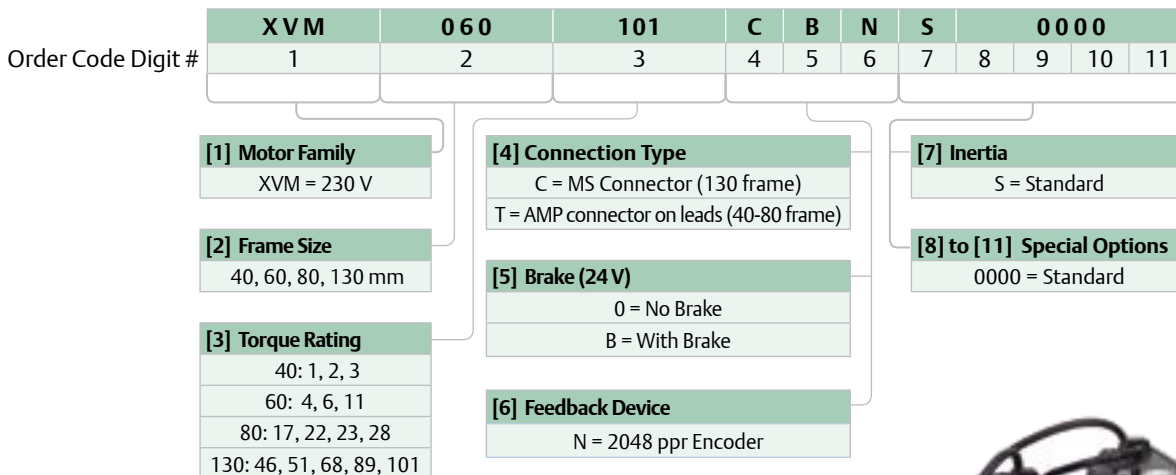 XVM 060 101 C B N S 0000
Order Code Digit # 1 2 3 4 5 6 7 8 9 10 11
[1] Motor Family
XVM = 230 V
[2] Frame Size
40, 60, 80, 130 mm
[3] Torque Rating
40: 1, 2, 3
60: 4, 6, 11
80: 17, 22, 23, 28
130: 46, 51, 68, 89, 101
[4] Connection Type
C = MS Connector (130 frame)
T = AMP connector on leads (40-80 frame)
[5] Brake (24 V)
0 = No Brake
B = With Brake
[6] Feedback Device
N = 2048 ppr Encoder
[7] Inertia
S = Standard
[8] to [11] Special Options
0000 = Standard